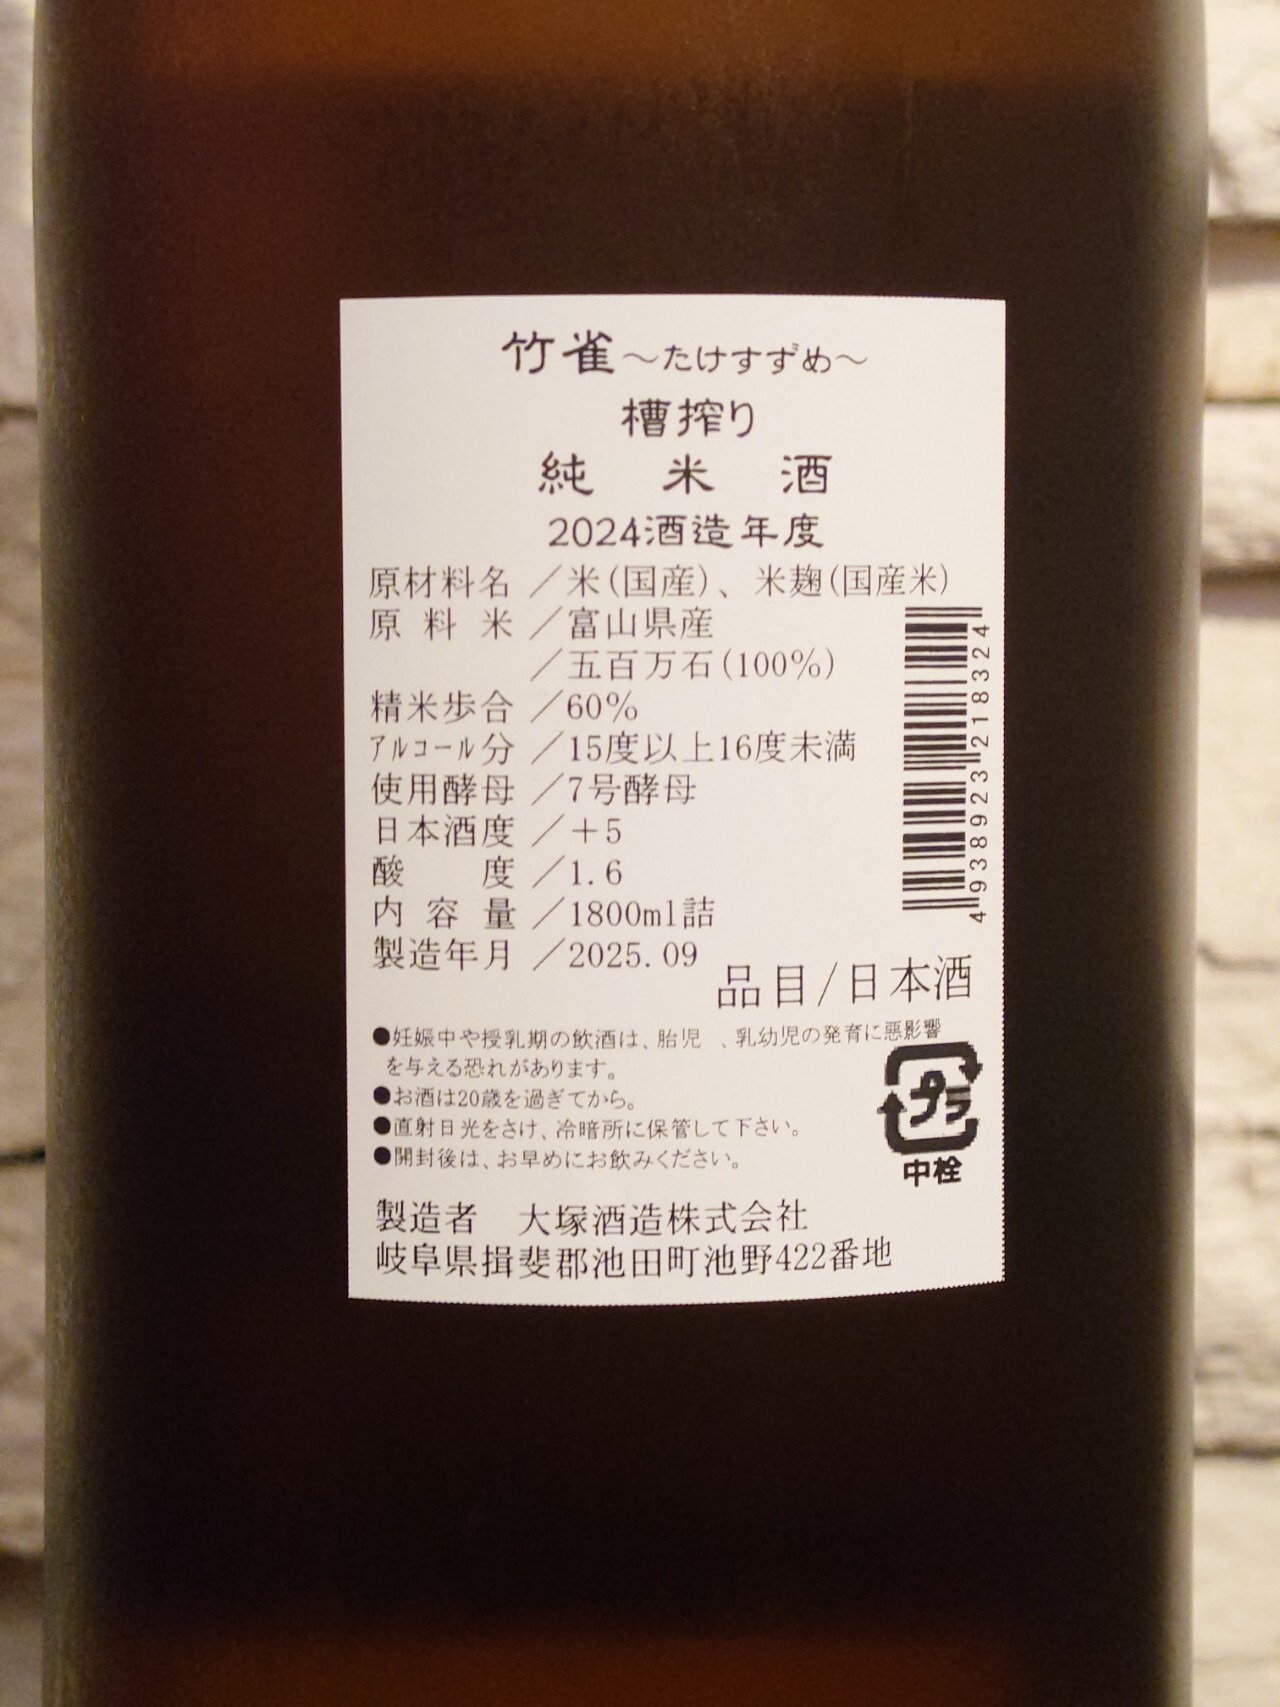 竹雀～たけすずめ～
槽搾り
純米酒
2024酒造年度
原材料名／米(国産)、米麹(国産米)
原料米／富山県産
／五百万石(100%)
精米歩合／60%
ｱﾙｺｰﾙ分／15度以上16度未満
使用酵母／7号酵母
日本酒度／＋5
酸度／1.6
内容量／1800ml詰
製造年月／2025.09
4938923218324
品目/日本酒
●妊娠中や授乳期の飲酒は、胎児　、乳幼児の発育に悪影響
を与える恐れがあります。
●お酒は20歳を過ぎてから。
●直射日光をさけ、冷暗所に保管して下さい。
●開封後は、お早めにお飲みください。
プラ
中栓
製造者　大塚酒造株式会社
岐阜県揖斐郡池田町池野422番地